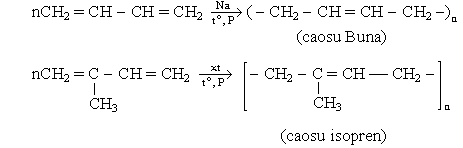 nCH₂=CH-CH=CH₂ Na t°,P →(-CH₂-CH=CH-CH₂-)ₙ
(caosu Buna)
nCH₂=C-CH=CH₂ xt t°,P → [-CH₂-C=CH—CH₂-]ₙ
CH₃ CH₃
(caosu isopren)